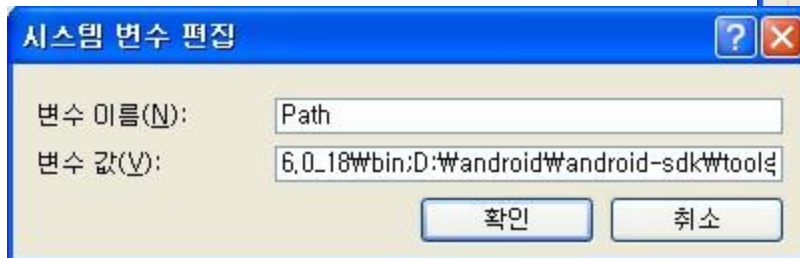 시스템 변수 편집
변수 이름(N): Path
변수 값(V): 6.0_18₩bin;D:₩android₩android-sdk₩tools
확인 취소